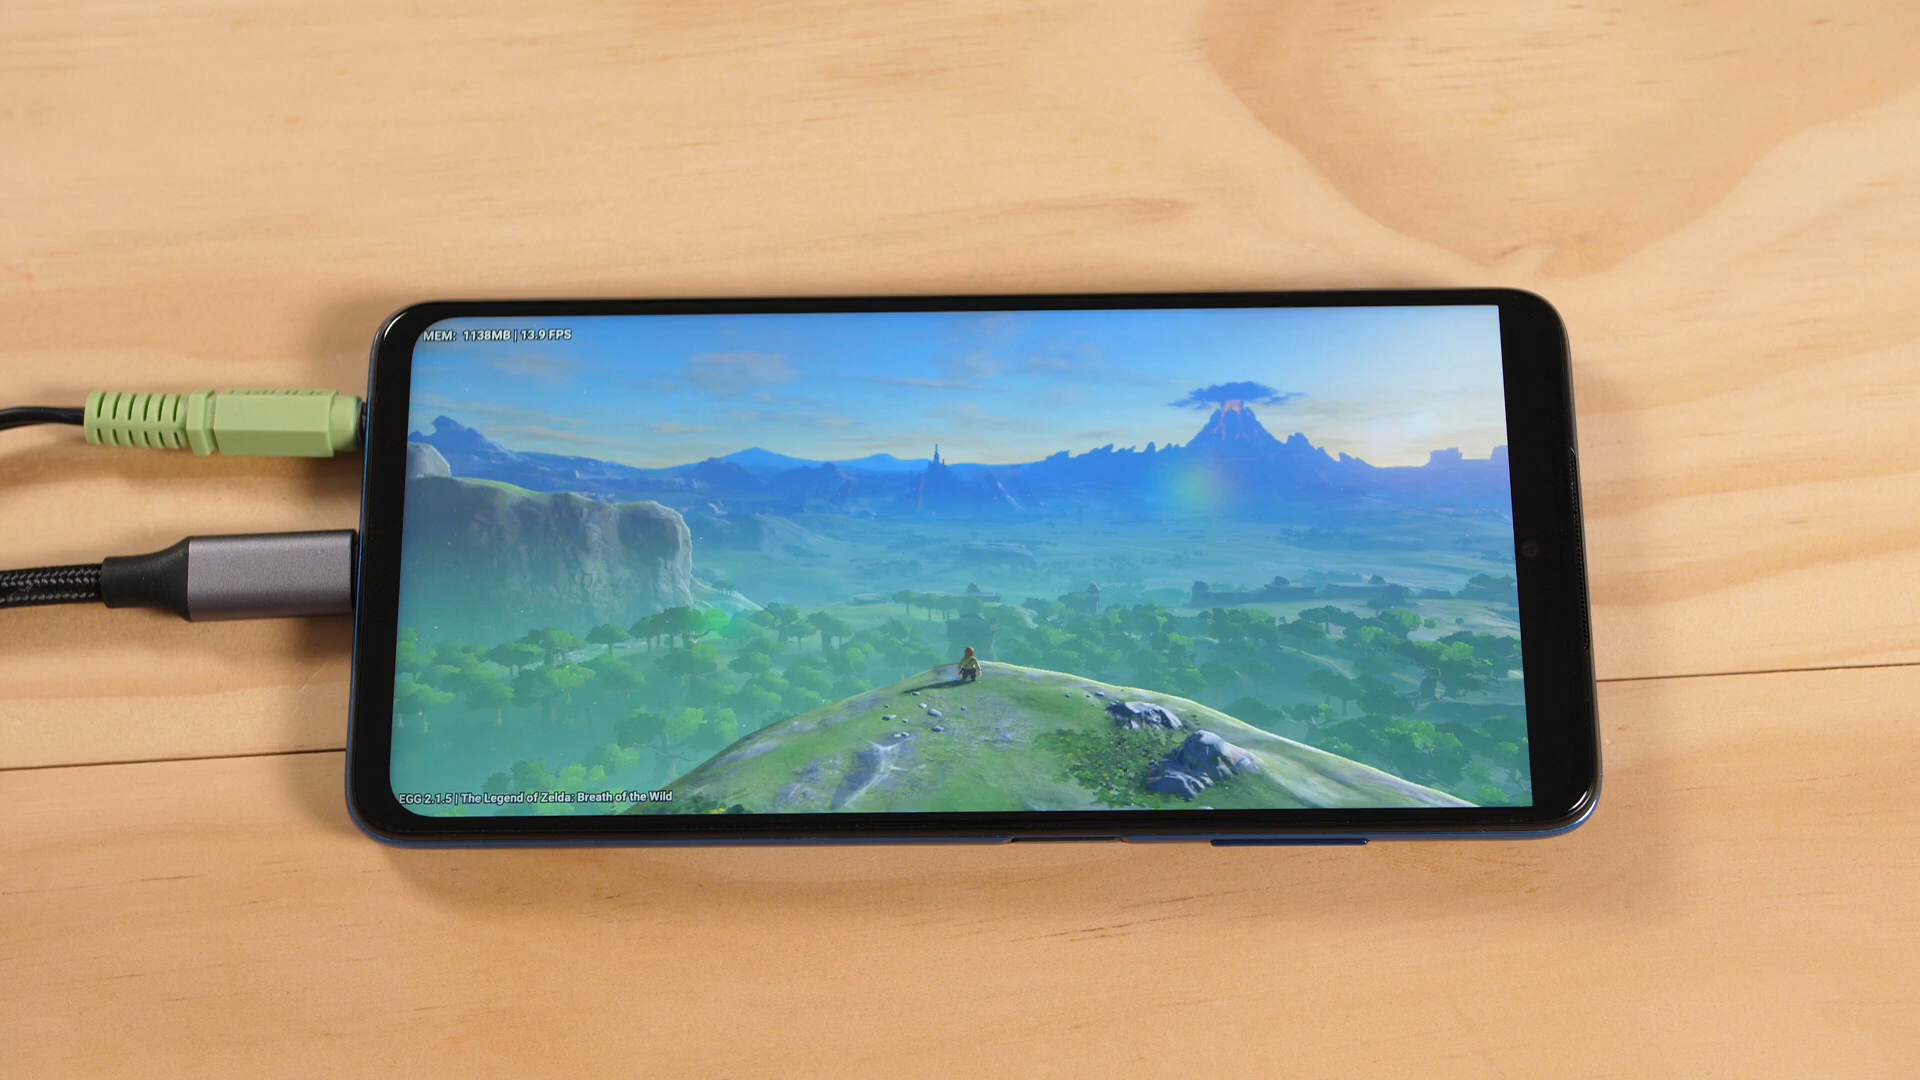 MEM: 1138MB | 13.9 FPS
EGG 2.1.5 | The Legend of Zelda: Breath of the Wild